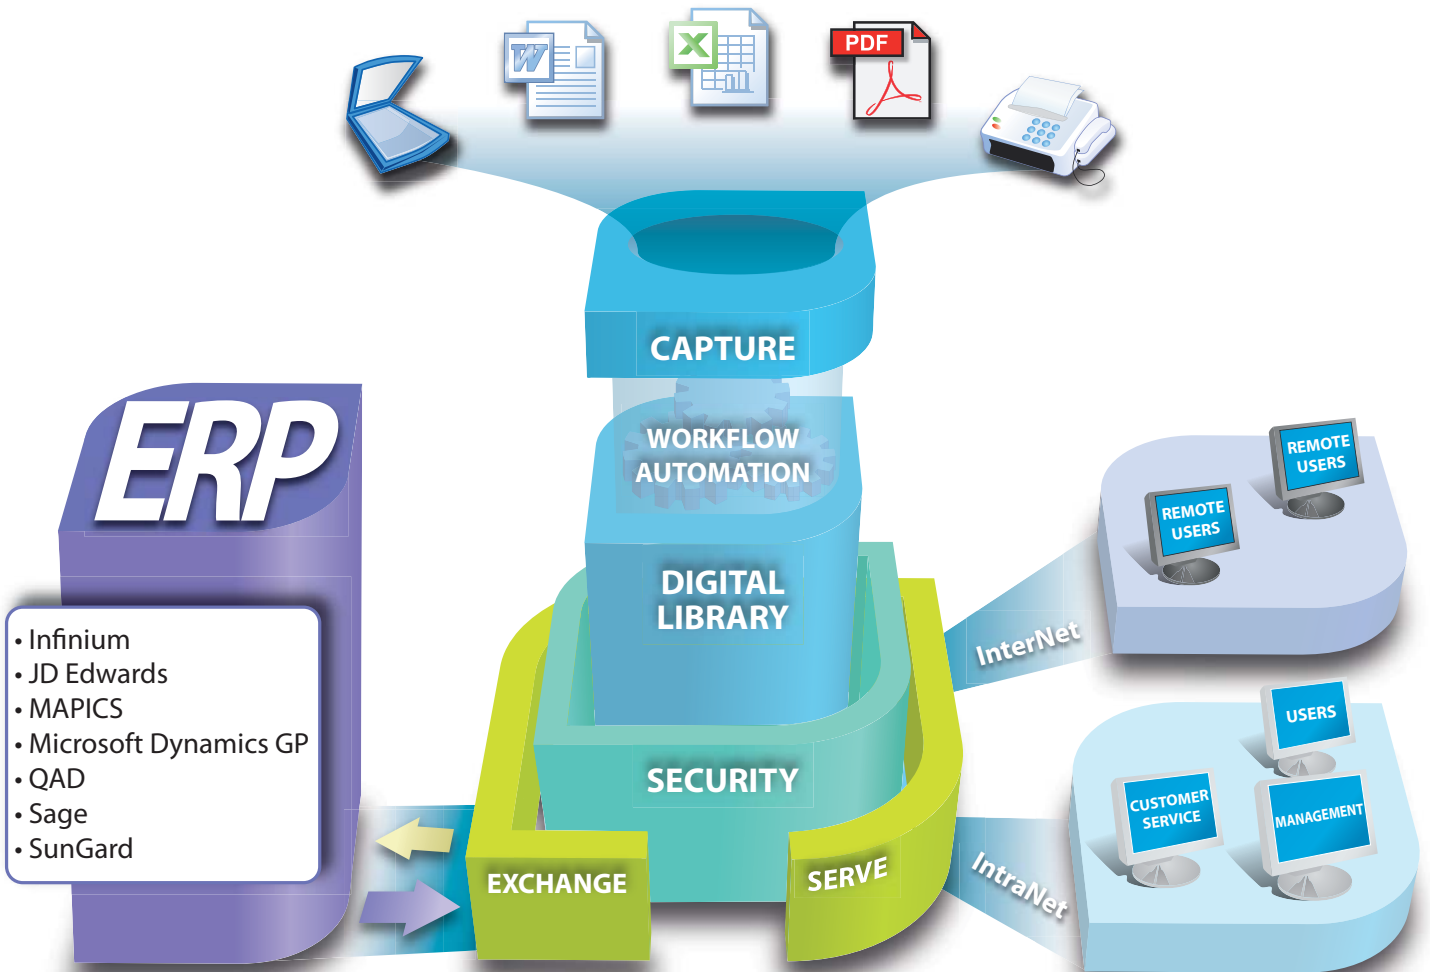 W
X
PDF
CAPTURE
WORKFLOW
AUTOMATION
DIGITAL
LIBRARY
SECURITY
EXCHANGE
SERVE
ERP
• Infinium
• JD Edwards
• MAPICS
• Microsoft Dynamics GP
• QAD
• Sage
• SunGard
InterNet
REMOTE
USERS
REMOTE
USERS
IntraNet
USERS
CUSTOMER
SERVICE
MANAGEMENT